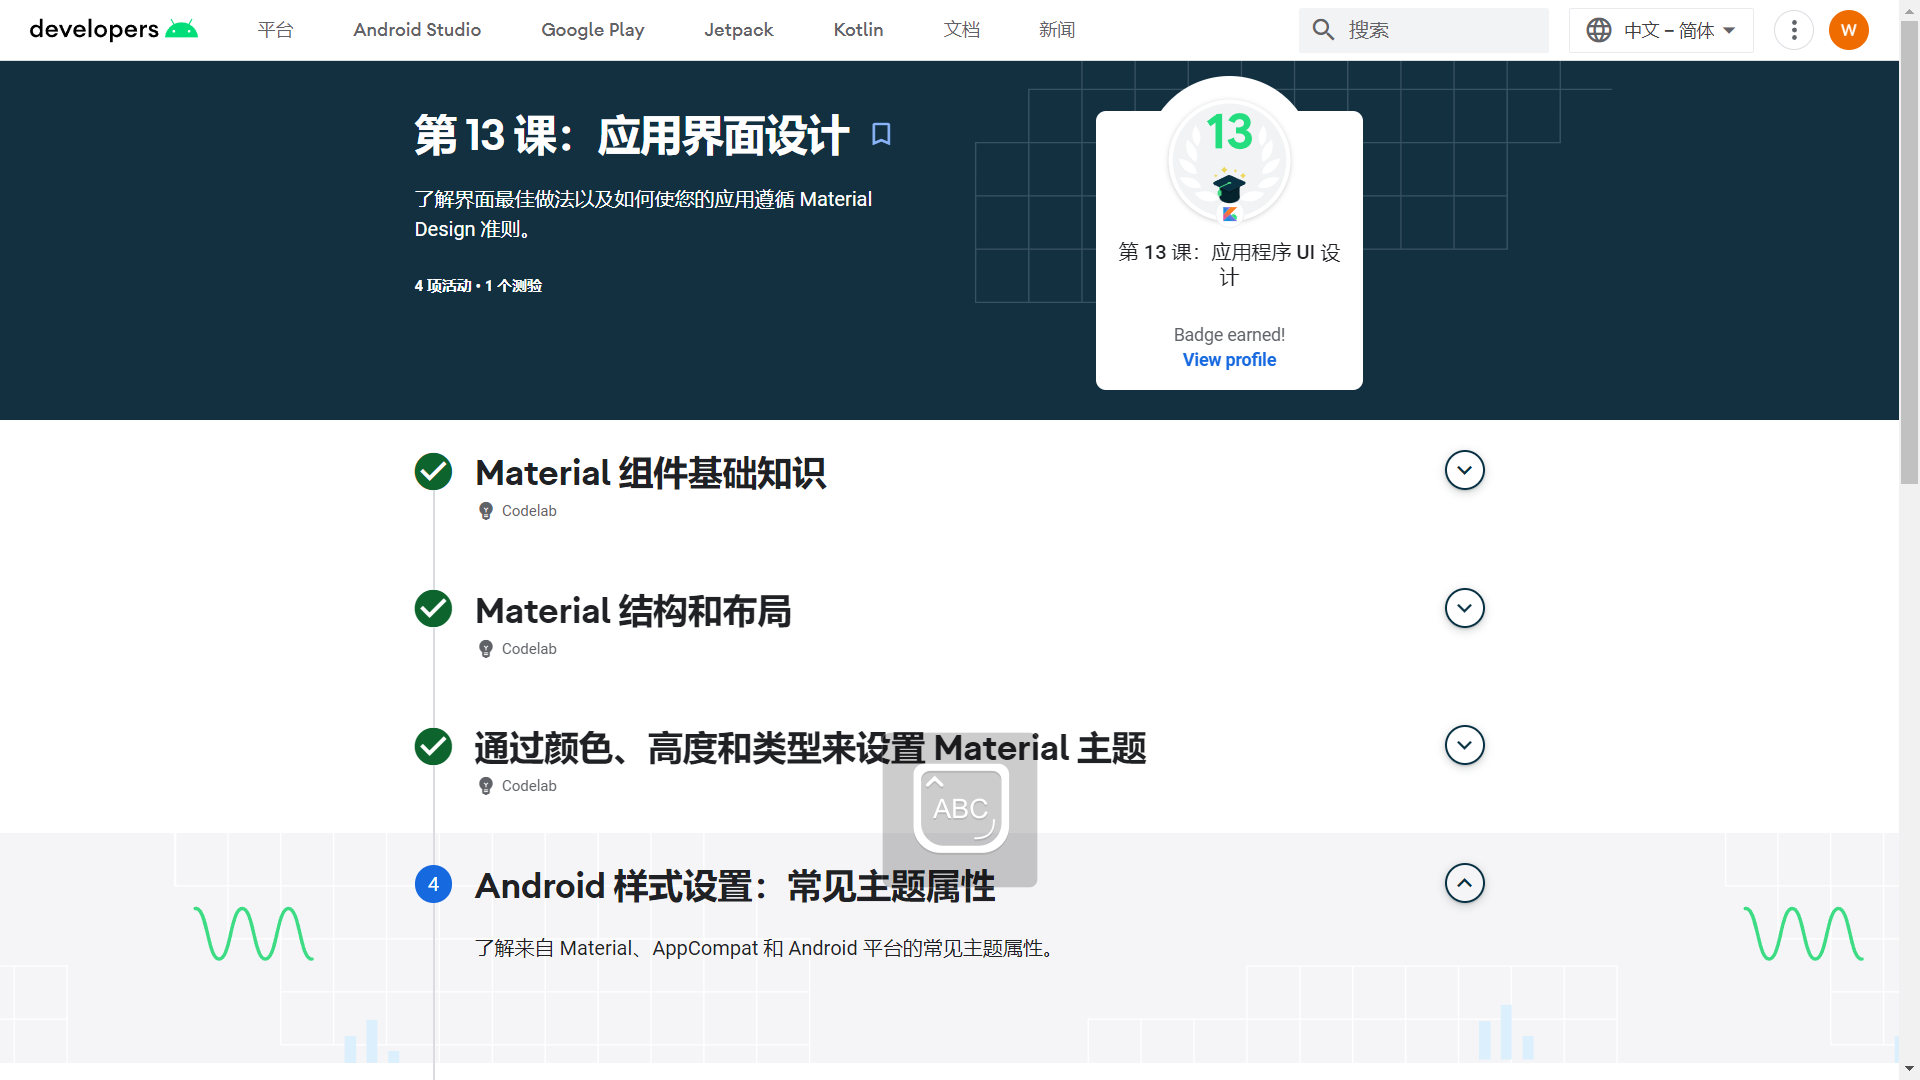 developers
平台
Android Studio
Google Play
Jetpack
Kotlin
文档
新闻
搜索
中文 – 简体
W
第 13 课：应用界面设计
了解界面最佳做法以及如何使您的应用遵循 Material
Design 准则。
4 项活动 • 1 个测验
13
第 13 课：应用程序 UI 设
计
Badge earned!
View profile
Material 组件基础知识
Codelab
Material 结构和布局
Codelab
通过颜色、高度和类型来设置 Material 主题
Codelab
ABC
4
Android 样式设置：常见主题属性
了解来自 Material、AppCompat 和 Android 平台的常见主题属性。